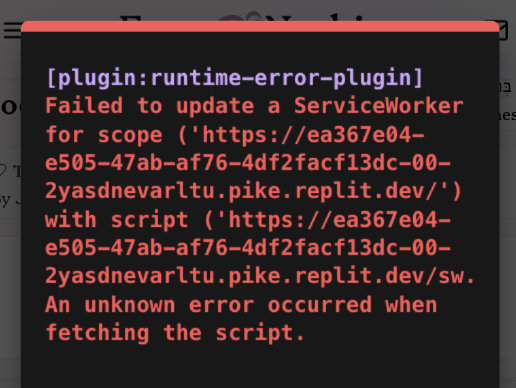 [plugin:runtime-error-plugin]
Failed to update a ServiceWorker
for scope ('https://ea367e04-
e505-47ab-af76-4df2facf13dc-00-
2yasdnevarltu.pike.replit.dev/')
with script ('https://ea367e04-
e505-47ab-af76-4df2facf13dc-00-
2yasdnevarltu.pike.replit.dev/sw.
An unknown error occurred when
fetching the script.